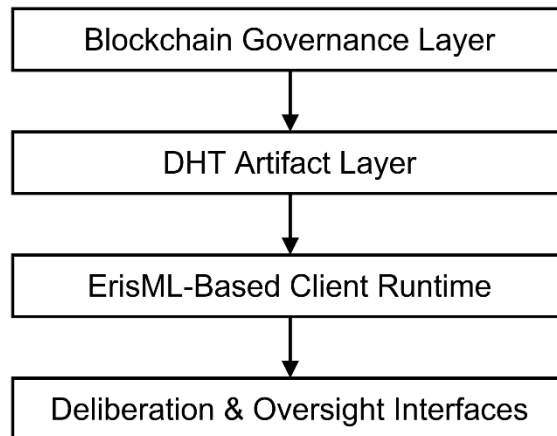 Blockchain Governance Layer
DHT Artifact Layer
ErisML-Based Client Runtime
Deliberation & Oversight Interfaces